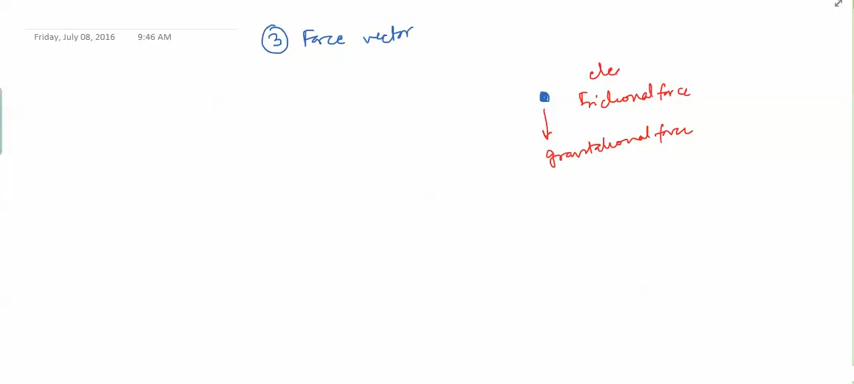 Friday, July 08, 2016 9:46 AM
③ Force vector
ele
frictional force
gravitational force